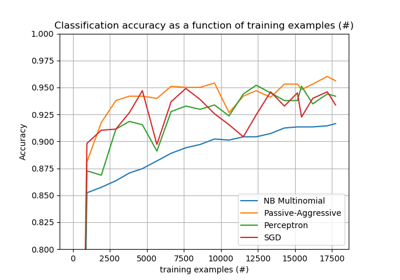 Classification accuracy as a function of training examples (#)
1.000
0.975
0.950
0.925
0.900
0.875
0.850
0.825
0.800
Accuracy
0
2500
5000
7500
10000
12500
15000
17500
training examples (#)
NB Multinomial
Passive-Aggressive
Perceptron
SGD